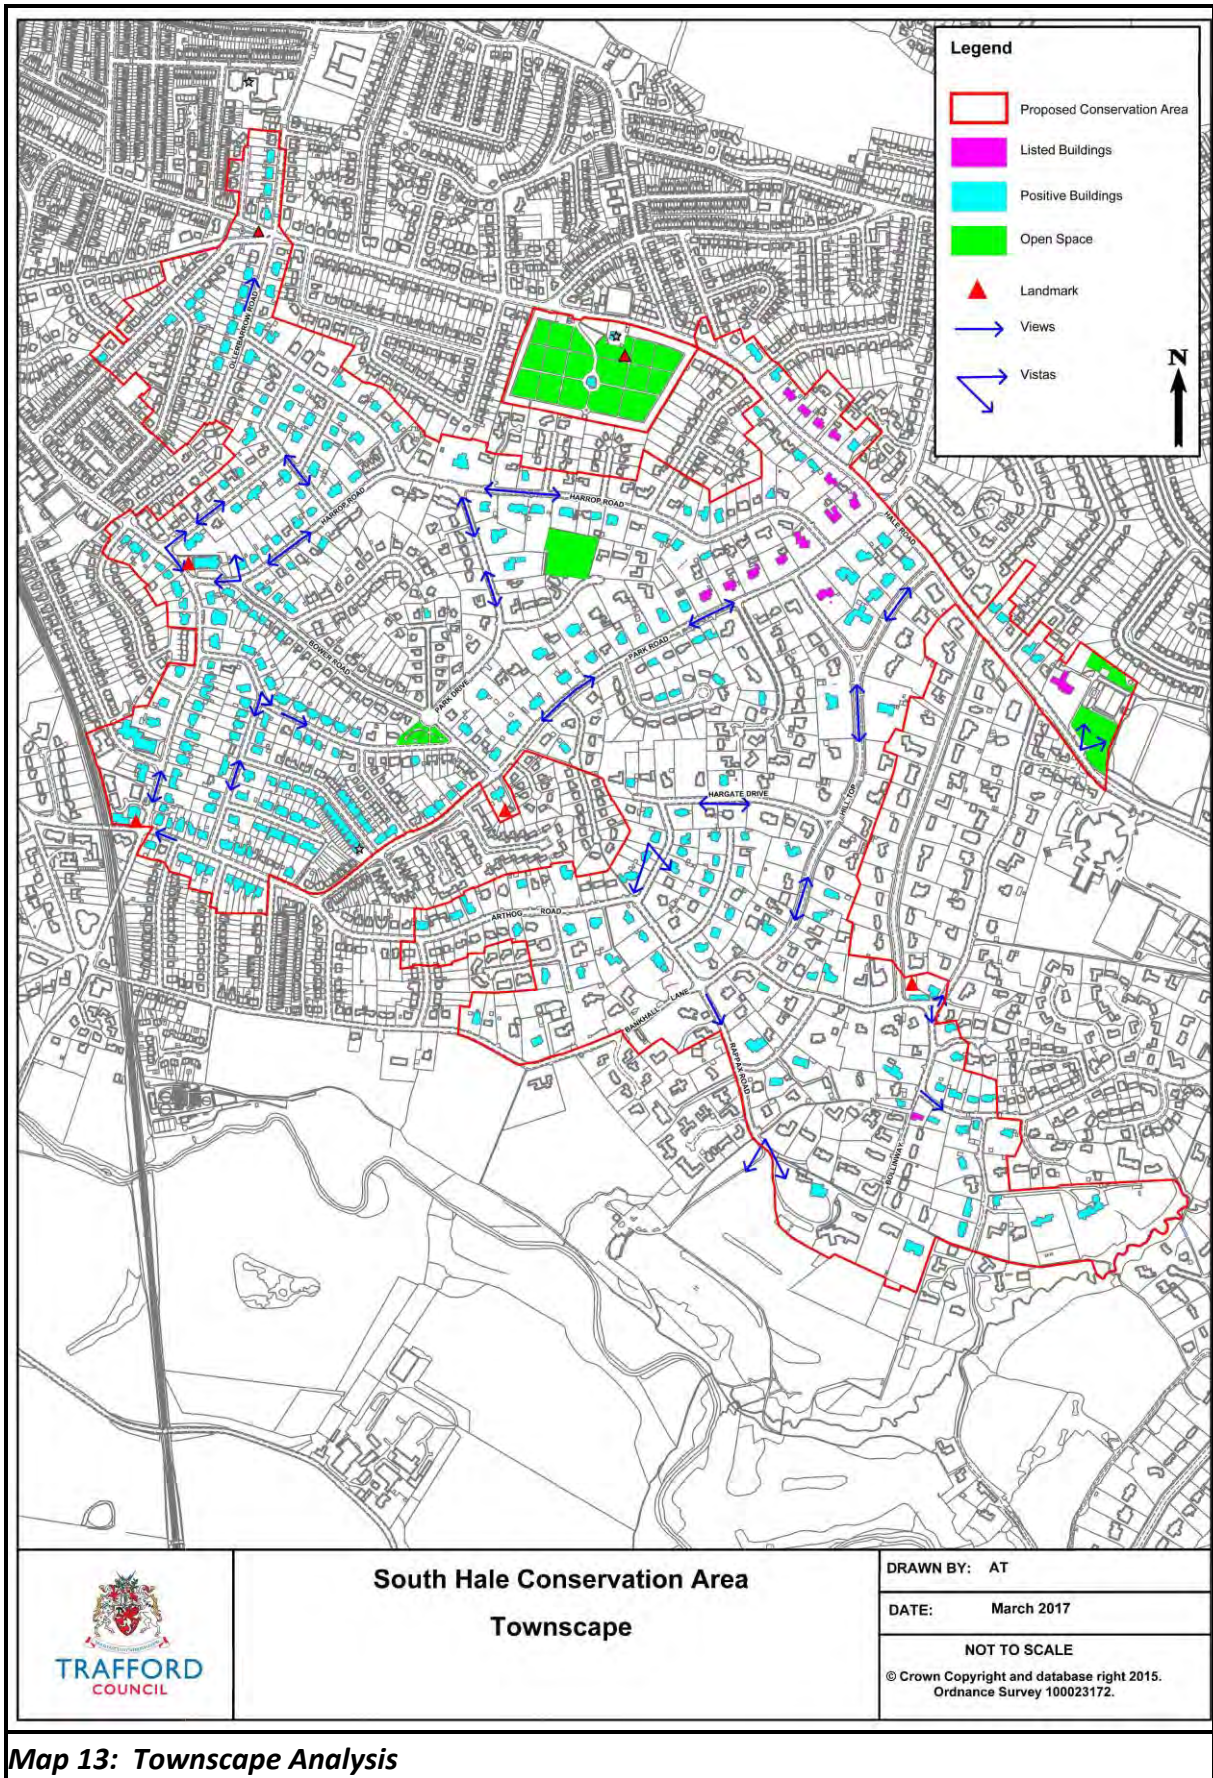 Legend
Proposed Conservation Area
Listed Buildings
Positive Buildings
Open Space
Landmark
Views
Vistas
N
OLLERBARROW ROAD
HARROP ROAD
HARROP ROAD
HALE ROAD
BOWER ROAD
PARK DRIVE
PARK ROAD
HARGATE DRIVE
HILL TOP
ARTHOG ROAD
BANKHALL LANE
RAPPAX ROAD
BOLLINWAY
TRAFFORD
COUNCIL
South Hale Conservation Area
Townscape
DRAWN BY: AT
DATE: March 2017
NOT TO SCALE
© Crown Copyright and database right 2015.
Ordnance Survey 100023172.
Map 13: Townscape Analysis